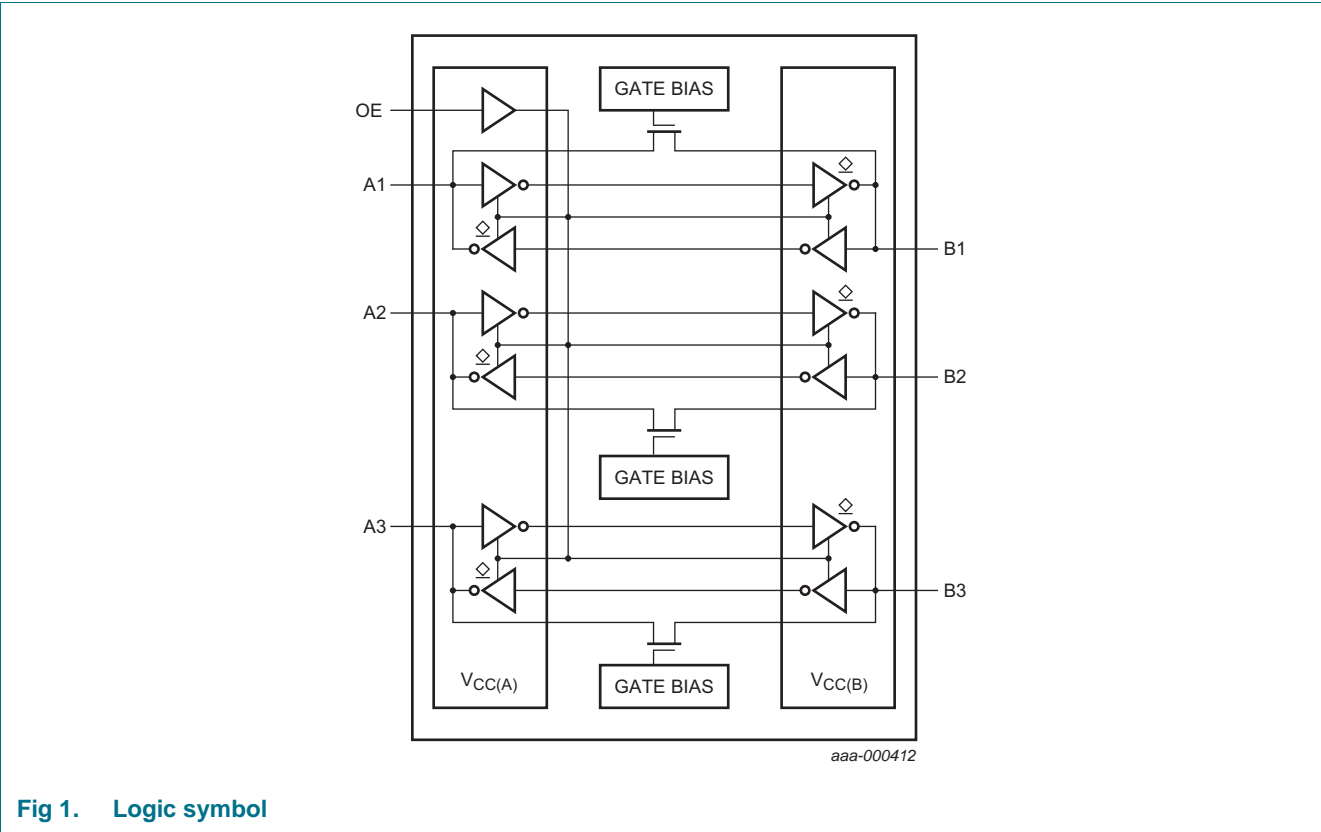 GATE BIAS
OE
A1
B1
A2
B2
GATE BIAS
A3
B3
VCC(A)
GATE BIAS
VCC(B)
aaa-000412
Fig 1. Logic symbol